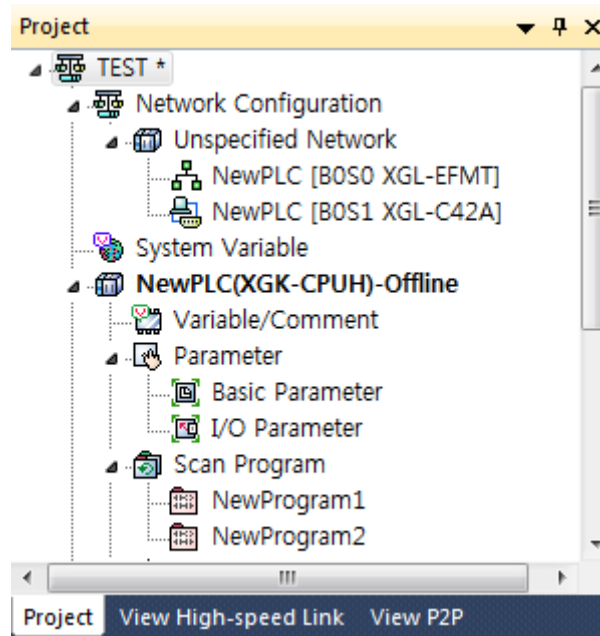 Project
TEST *
Network Configuration
Unspecified Network
NewPLC [B0S0 XGL-EFMT]
NewPLC [B0S1 XGL-C42A]
System Variable
NewPLC(XGK-CPUH)-Offline
Variable/Comment
Parameter
Basic Parameter
I/O Parameter
Scan Program
NewProgram1
NewProgram2
Project View High-speed Link View P2P